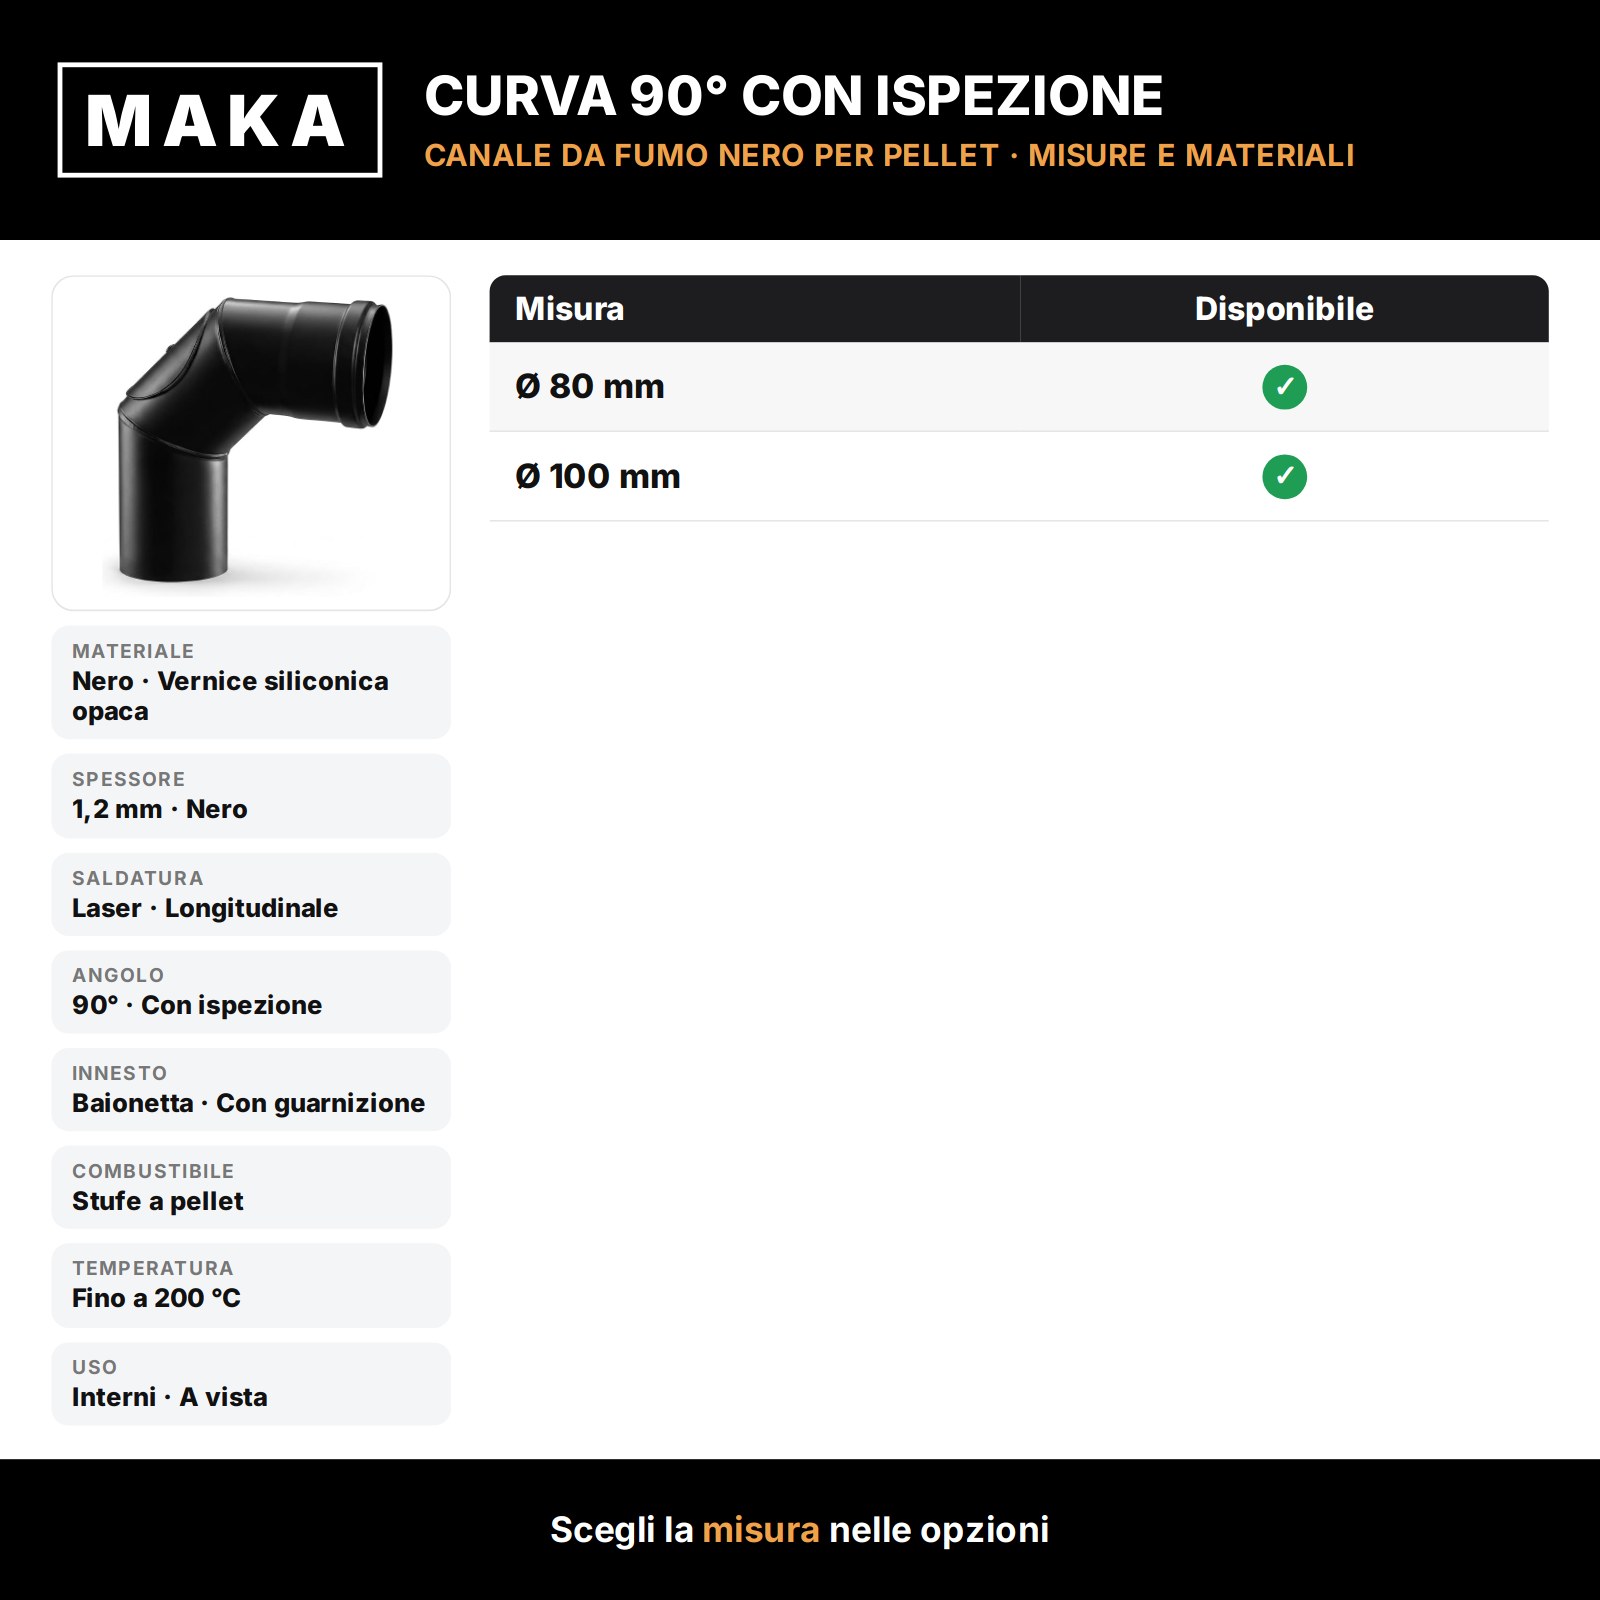 MAKA
CURVA 90° CON ISPEZIONE
CANALE DA FUMO NERO PER PELLET · MISURE E MATERIALI
Misura Disponibile
Ø 80 mm ✓
Ø 100 mm ✓
MATERIALE
Nero · Vernice siliconica
opaca
SPESSORE
1,2 mm · Nero
SALDATURA
Laser · Longitudinale
ANGOLO
90° · Con ispezione
INNESTO
Baionetta · Con guarnizione
COMBUSTIBILE
Stufe a pellet
TEMPERATURA
Fino a 200 °C
USO
Interni · A vista
Scegli la misura nelle opzioni